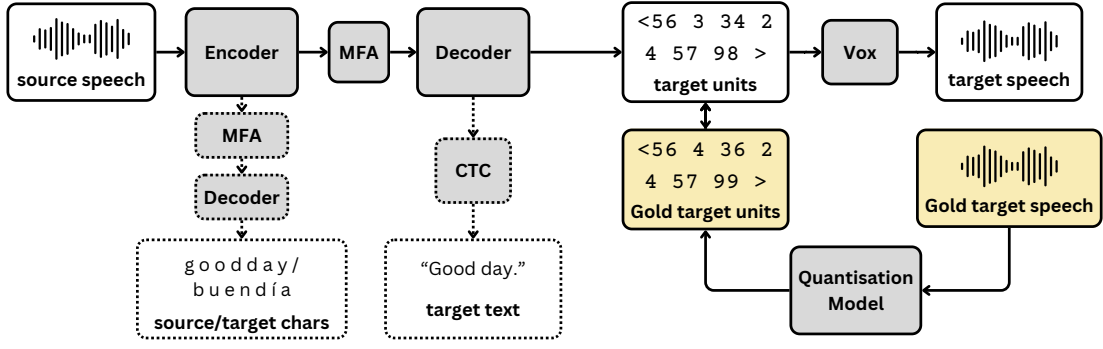 source speech
Encoder
MFA
Decoder
<56 3 34 2
4 57 98 >
target units
Vox
target speech
MFA
Decoder
g o o d d a y /
b u e n d í a
source/target chars
CTC
“Good day.”
target text
<56 4 36 2
4 57 99 >
Gold target units
Gold target speech
Quantisation
Model